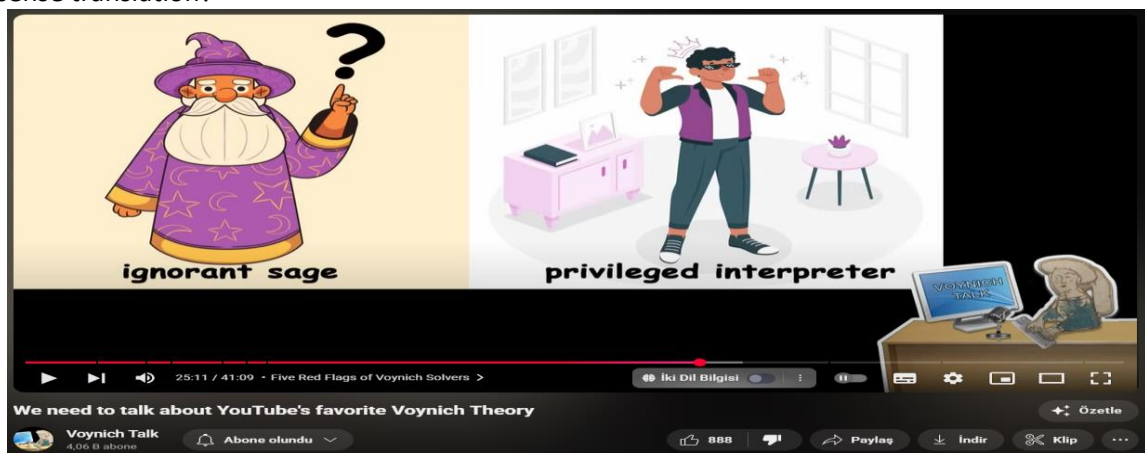 sense translation?
?
ignorant sage
privileged interpreter
VOYNICH
TALK
25:11 / 41:09 • Five Red Flags of Voynich Solvers >
İki Dil Bilgisi
We need to talk about YouTube's favorite Voynich Theory
Özetle
Voynich Talk
4,06 B abone
Abone olundu
888
Paylaş
İndir
Klip